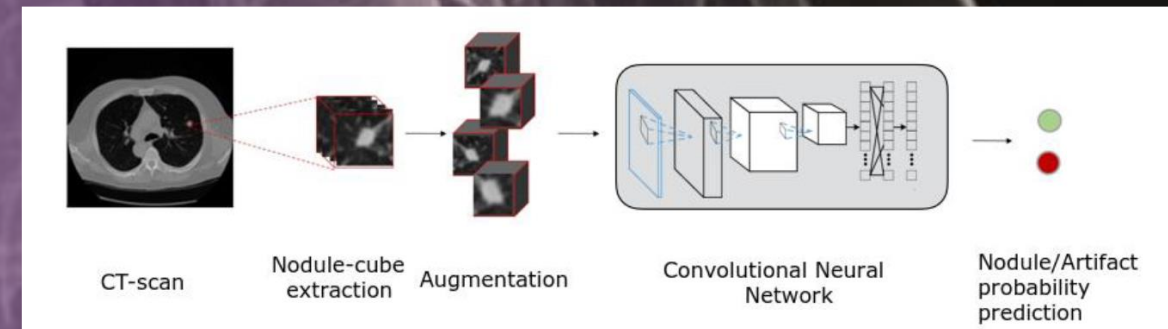 CT-scan
Nodule-cube
extraction
Augmentation
Convolutional Neural
Network
Nodule/Artifact
probability
prediction